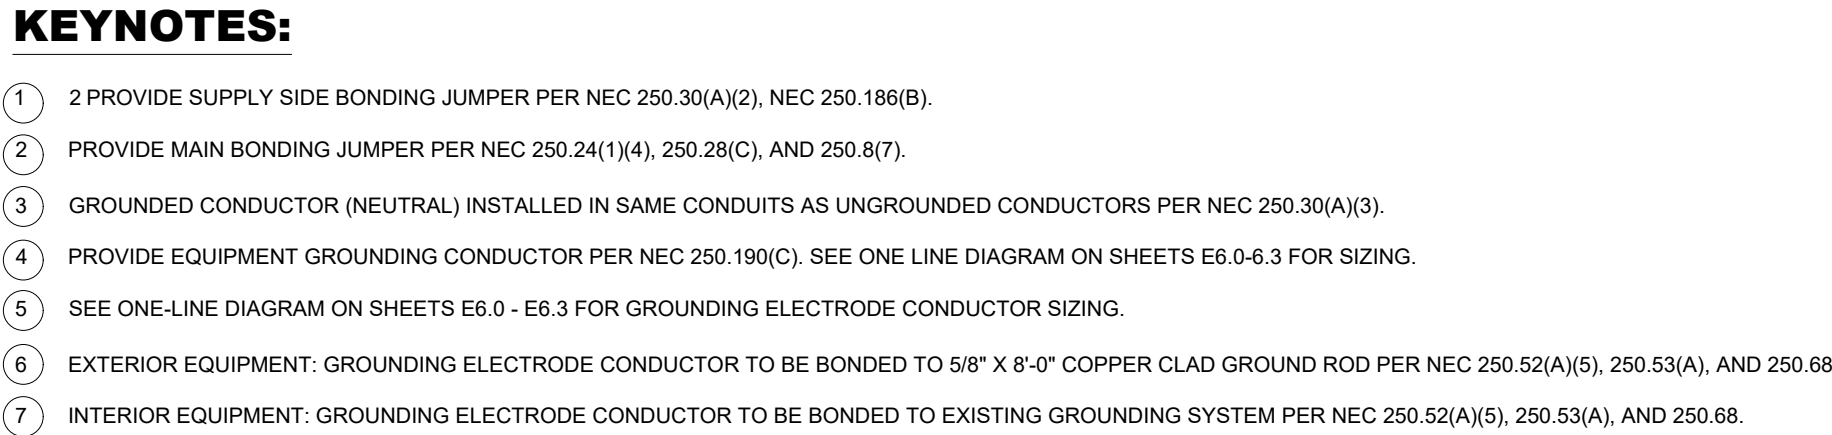 KEYNOTES:
1 2 PROVIDE SUPPLY SIDE BONDING JUMPER PER NEC 250.30(A)(2), NEC 250.186(B).
2 PROVIDE MAIN BONDING JUMPER PER NEC 250.24(1)(4), 250.28(C), AND 250.8(7).
3 GROUNDED CONDUCTOR (NEUTRAL) INSTALLED IN SAME CONDUITS AS UNGROUNDED CONDUCTORS PER NEC 250.30(A)(3).
4 PROVIDE EQUIPMENT GROUNDING CONDUCTOR PER NEC 250.190(C). SEE ONE LINE DIAGRAM ON SHEETS E6.0-6.3 FOR SIZING.
5 SEE ONE-LINE DIAGRAM ON SHEETS E6.0 - E6.3 FOR GROUNDING ELECTRODE CONDUCTOR SIZING.
6 EXTERIOR EQUIPMENT: GROUNDING ELECTRODE CONDUCTOR TO BE BONDED TO 5/8" X 8'-0" COPPER CLAD GROUND ROD PER NEC 250.52(A)(5), 250.53(A), AND 250.68
7 INTERIOR EQUIPMENT: GROUNDING ELECTRODE CONDUCTOR TO BE BONDED TO EXISTING GROUNDING SYSTEM PER NEC 250.52(A)(5), 250.53(A), AND 250.68.